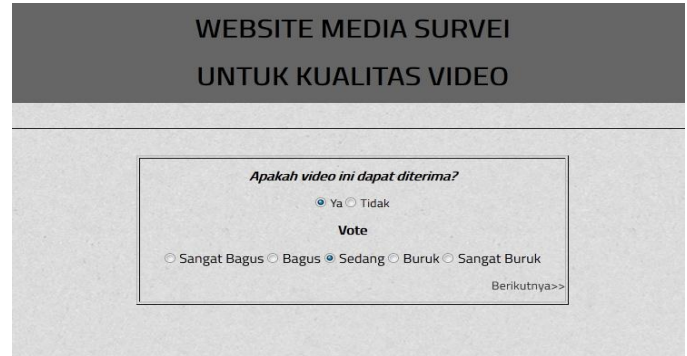 WEBSITE MEDIA SURVEI
UNTUK KUALITAS VIDEO
Apakah video ini dapat diterima?
Ya Tidak
Vote
Sangat Bagus Bagus Sedang Buruk Sangat Buruk
Berikutnya>>